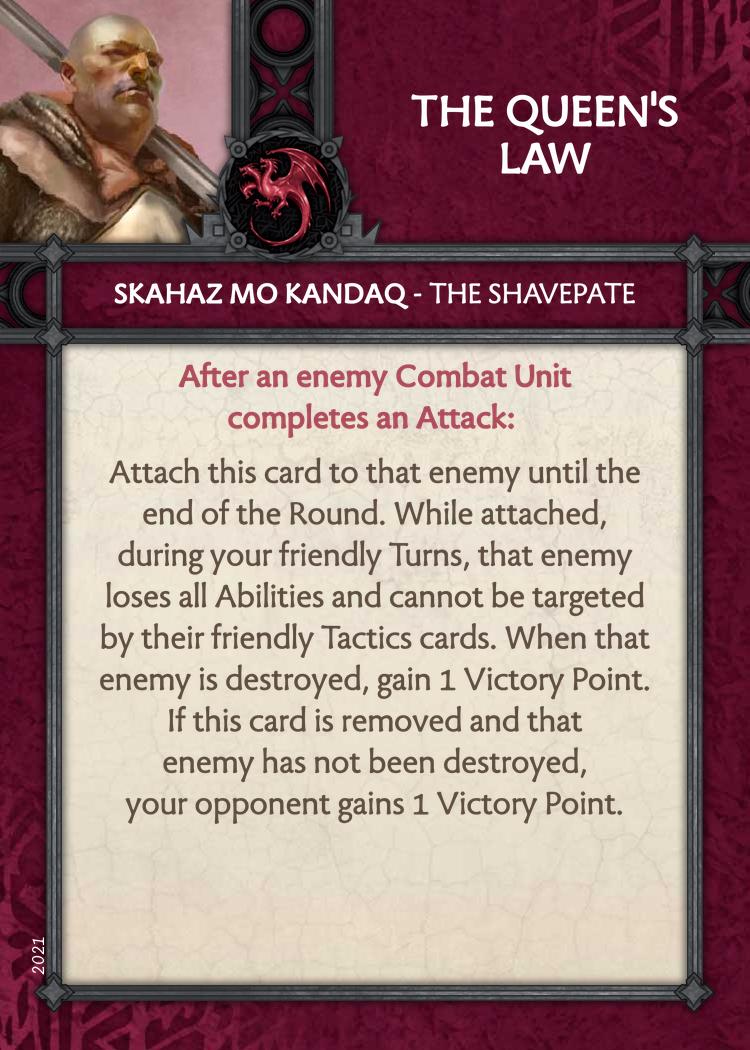 THE QUEEN'S
LAW
SKAHAZ MO KANDAQ - THE SHAVEPATE
After an enemy Combat Unit
completes an Attack:
Attach this card to that enemy until the
end of the Round. While attached,
during your friendly Turns, that enemy
loses all Abilities and cannot be targeted
by their friendly Tactics cards. When that
enemy is destroyed, gain 1 Victory Point.
If this card is removed and that
enemy has not been destroyed,
your opponent gains 1 Victory Point.
2021